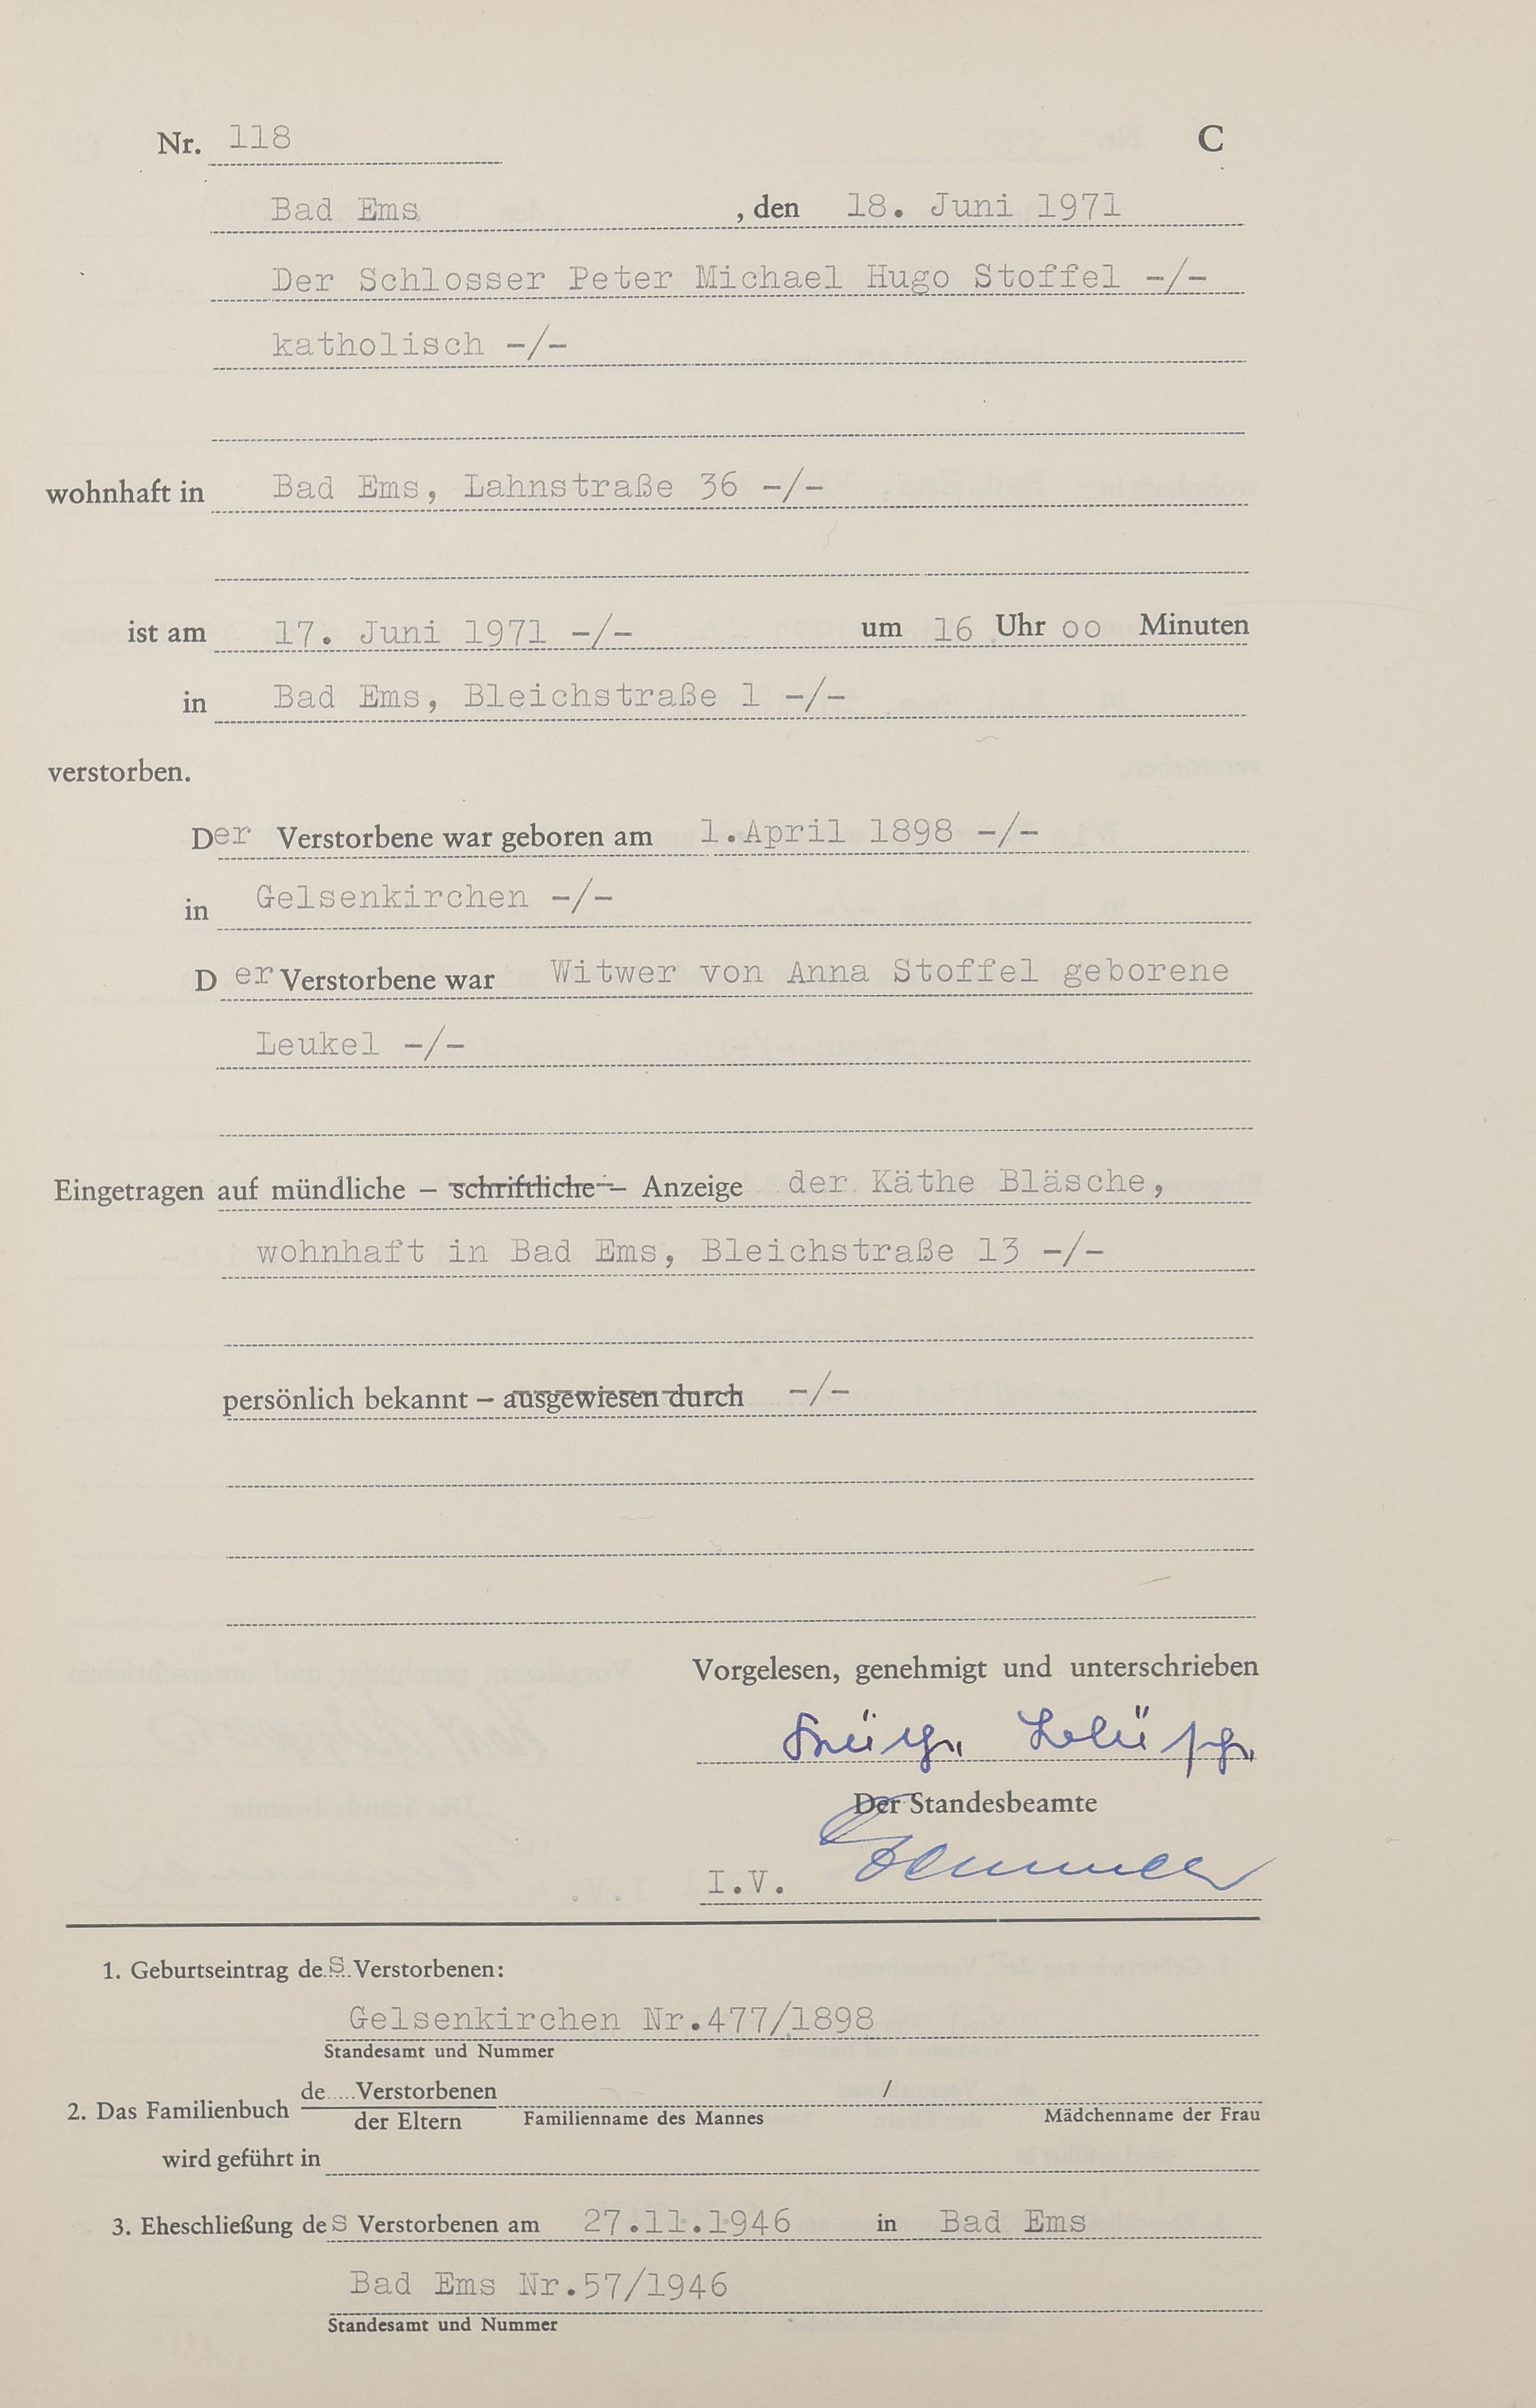 Nr. 118 C
Bad Ems , den 18. Juni 1971
Der Schlosser Peter Michael Hugo Stoffel -/-
katholisch -/-
wohnhaft in Bad Ems, Lahnstraße 36 -/-
ist am 17. Juni 1971 -/- um 16 Uhr oo Minuten
in Bad Ems, Bleichstraße 1 -/-
verstorben.
Der Verstorbene war geboren am 1.April 1898 -/-
in Gelsenkirchen -/-
Der Verstorbene war Witwer von Anna Stoffel geborene
Leukel -/-
Eingetragen auf mündliche – schriftliche – Anzeige der Käthe Bläsche,
wohnhaft in Bad Ems, Bleichstraße 13 -/-
persönlich bekannt – ausgewiesen durch -/-
Vorgelesen, genehmigt und unterschrieben
Der Standesbeamte
I.V.
1. Geburtseintrag des Verstorbenen:
Gelsenkirchen Nr.477/1898
Standesamt und Nummer
2. Das Familienbuch de.....Verstorbenen /
der Eltern Familienname des Mannes Mädchenname der Frau
wird geführt in
3. Eheschließung des Verstorbenen am 27.11.1946 in Bad Ems
Bad Ems Nr.57/1946
Standesamt und Nummer